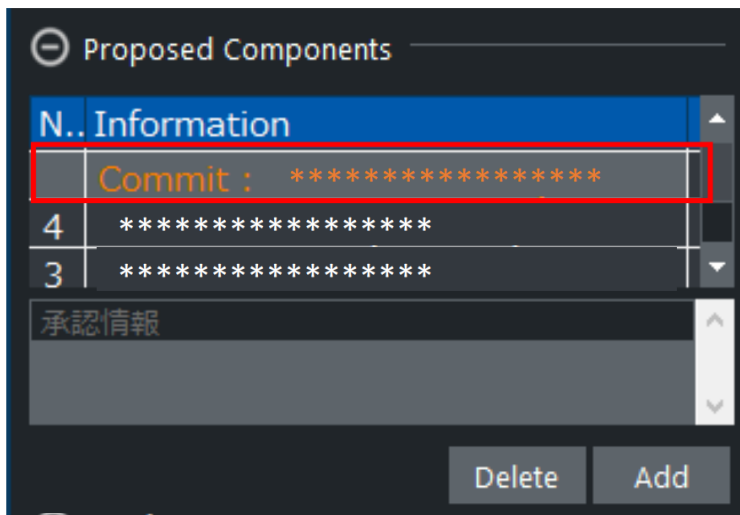 Proposed Components
N.. Information
Commit : *****************
4 *****************
3 *****************
承認情報
Delete Add